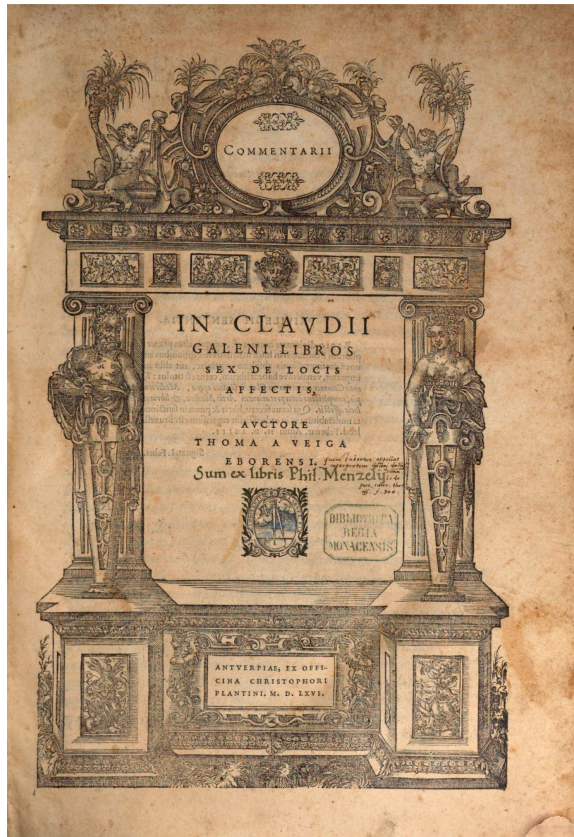 COMMENTARII
IN CLAVDII
GALENI LIBROS
SEX DE LOCIS
AFFECTIS,
AVCTORE
THOMA A VEIGA
EBORENSI.
Sum ex libris Phil. Menzely
BIBLIOTHECA
REGIA
MONACENSIS
ANTVERPIAE, EX OFFI-
CINA CHRISTOPHORI
PLANTINI, M. D. LXVI.